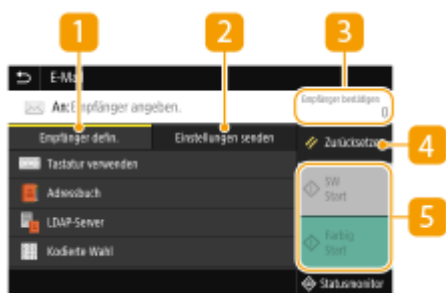 1
2
3
E-Mail
An: Empfänger angeben.
Empfänger bestätigen
0
Empfänger defin.
Einstellungen senden
Zurücksetzen
4
Tastatur verwenden
Adressbuch
SW
Start
LDAP-Server
5
Farbig
Start
Kodierte Wahl
Statusmonitor